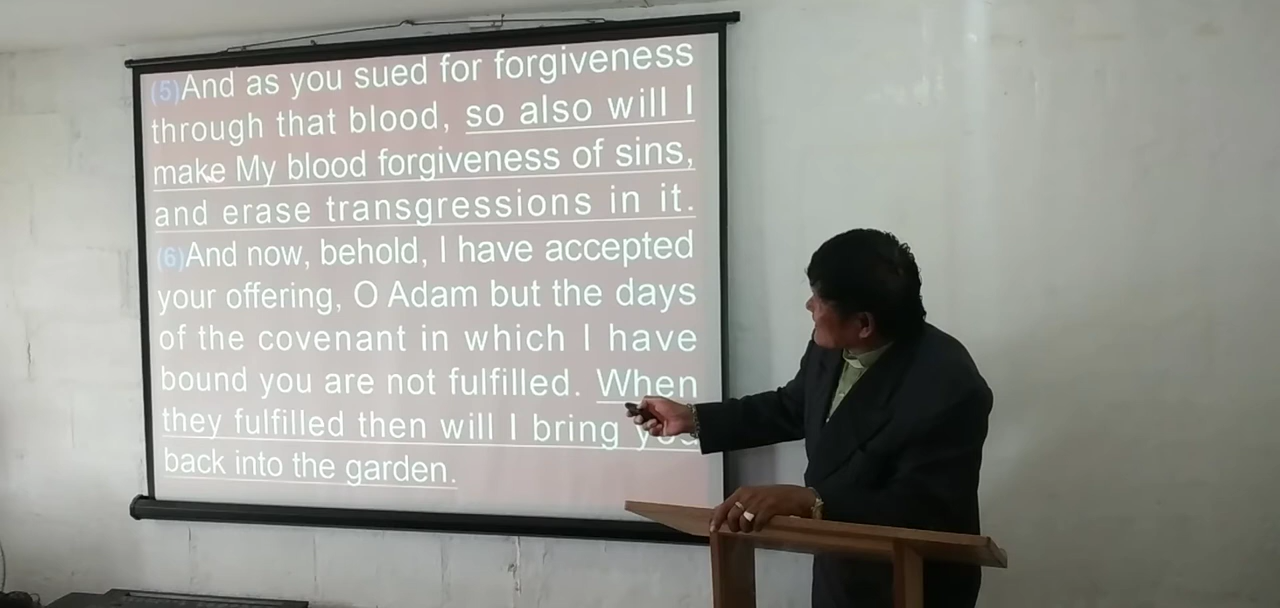 (5)And as you sued for forgiveness
through that blood, so also will I
make My blood forgiveness of sins,
and erase transgressions in it.
(6)And now, behold, I have accepted
your offering, O Adam but the days
of the covenant in which I have
bound you are not fulfilled. When
they fulfilled then will I bring you
back into the garden.